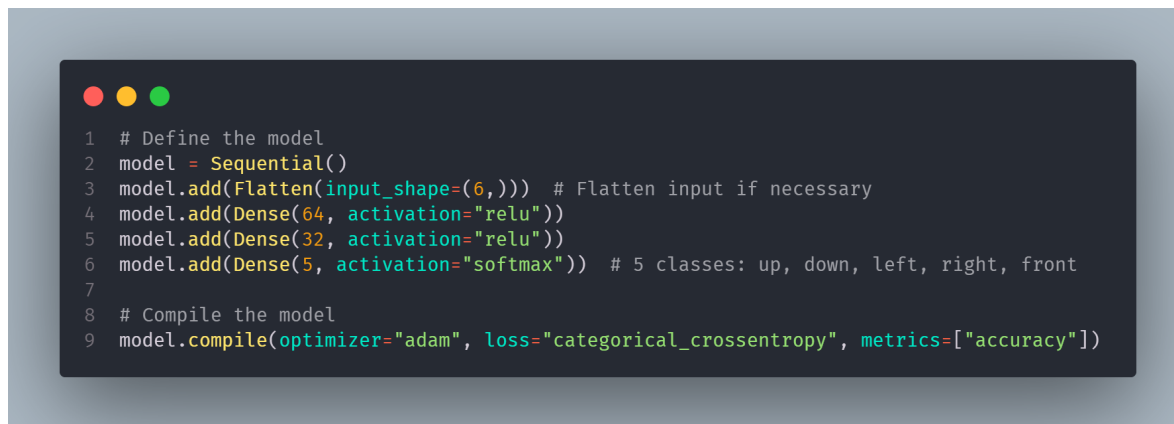 1 # Define the model
2 model = Sequential()
3 model.add(Flatten(input_shape=(6,)))  # Flatten input if necessary
4 model.add(Dense(64, activation="relu"))
5 model.add(Dense(32, activation="relu"))
6 model.add(Dense(5, activation="softmax"))  # 5 classes: up, down, left, right, front
7
8 # Compile the model
9 model.compile(optimizer="adam", loss="categorical_crossentropy", metrics=["accuracy"])